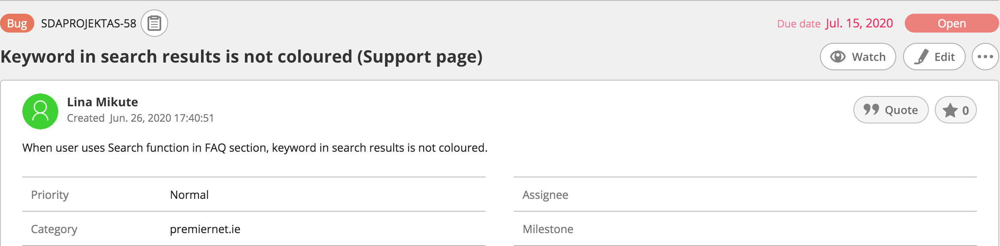 Bug SDAPROJEKTAS-58 Due date Jul. 15, 2020 Open
Keyword in search results is not coloured (Support page) Watch Edit
Lina Mikute
Created Jun. 26, 2020 17:40:51 Quote 0
When user uses Search function in FAQ section, keyword in search results is not coloured.
Priority Normal Assignee
Category premiernet.ie Milestone